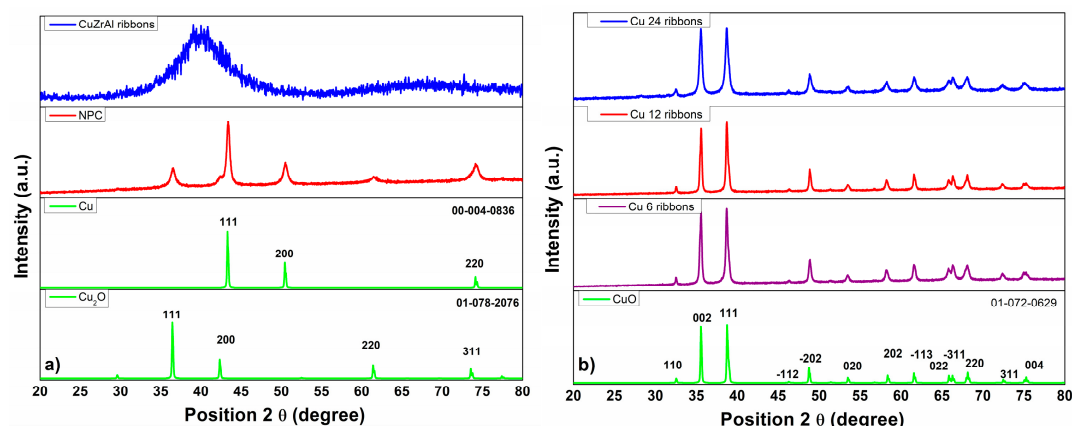 CuZrAl ribbons
NPC
Cu
00-004-0836
111
200
220
Cu₂O
01-078-2076
111
200
220
311
a)
20 25 30 35 40 45 50 55 60 65 70 75 80
Position 2 θ (degree)
Intensity (a.u.)
Cu 24 ribbons
Cu 12 ribbons
Cu 6 ribbons
CuO
01-072-0629
110
002
111
-112
-202
020
202
-113
022
-311
220
311
004
b)
20 25 30 35 40 45 50 55 60 65 70 75 80
Position 2 θ (degree)
Intensity (a.u.)